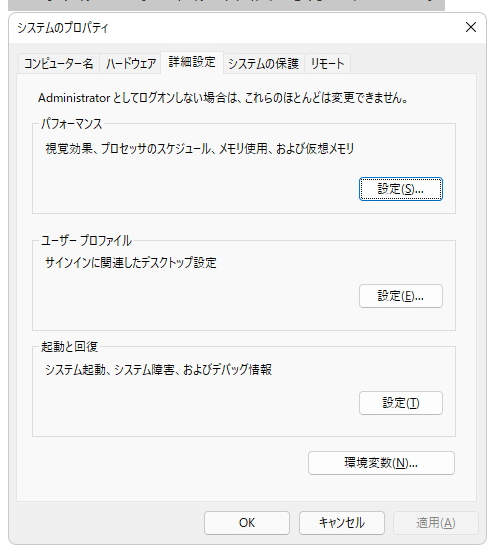 システムのプロパティ
コンピューター名 ハードウェア 詳細設定 システムの保護 リモート
Administrator としてログオンしない場合は、これらのほとんどは変更できません。
パフォーマンス
視覚効果、プロセッサのスケジュール、メモリ使用、および仮想メモリ
設定(S)...
ユーザー プロファイル
サインインに関連したデスクトップ設定
設定(E)...
起動と回復
システム起動、システム障害、およびデバッグ情報
設定(T)
環境変数(N)...
OK キャンセル 適用(A)